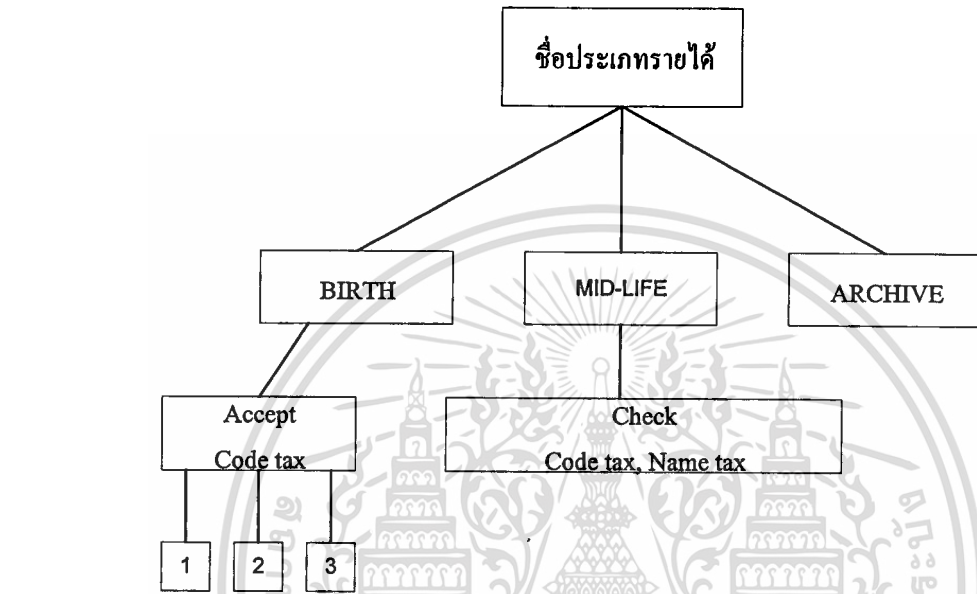 ชื่อประเภทรายได้
BIRTH
MID-LIFE
ARCHIVE
Accept
Code tax
Check
Code tax, Name tax
1
2
3